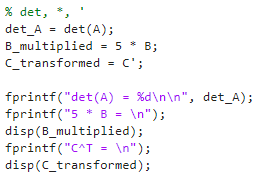 % det, *, '
det_A = det(A);
B_multiplied = 5 * B;
C_transformed = C';
fprintf("det(A) = %d\n\n", det_A);
fprintf("5 * B = \n");
disp(B_multiplied);
fprintf("C^T = \n");
disp(C_transformed);